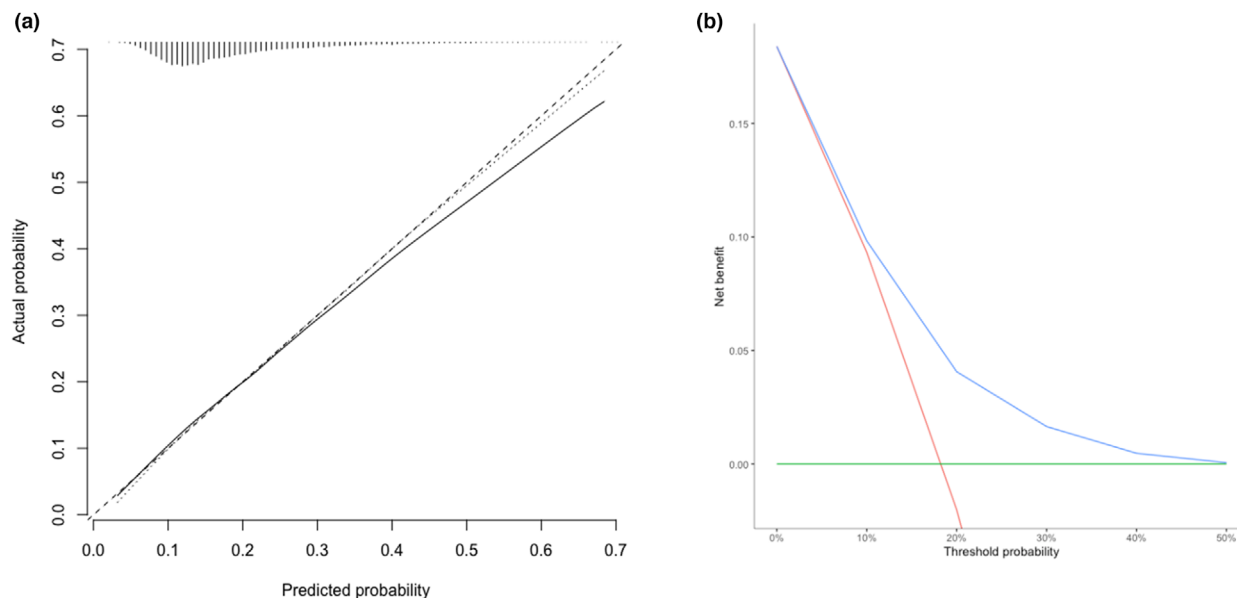 (a)
0.7
0.6
0.5
0.4
0.3
0.2
0.1
0.0
Actual probability
0.0 0.1 0.2 0.3 0.4 0.5 0.6 0.7
Predicted probability
(b)
0.15
0.10
0.05
0.00
Net benefit
0% 10% 20% 30% 40% 50%
Threshold probability